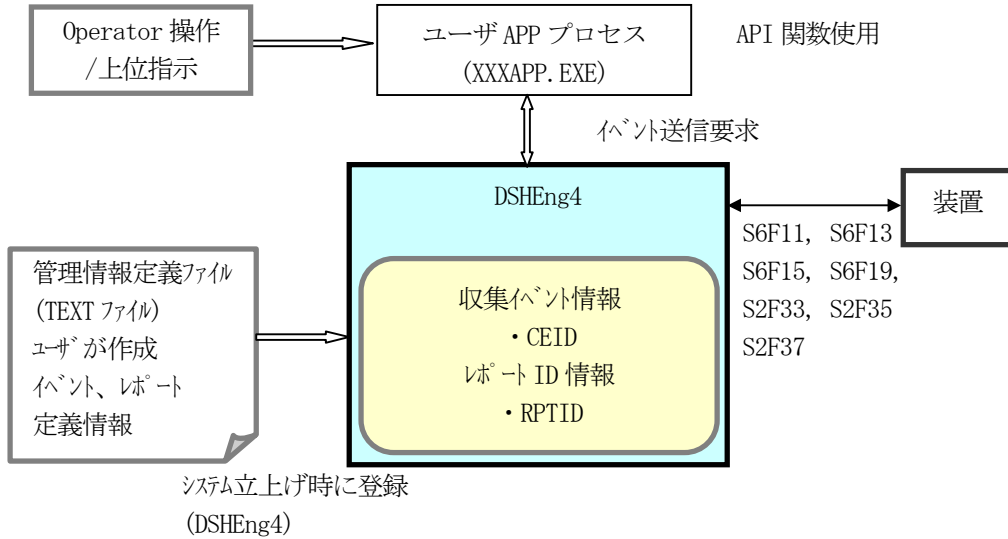 Operator 操作
/上位指示
ユーザ APP プロセス
(XXXAPP.EXE)
API 関数使用
ｲﾍﾞﾝﾄ送信要求
DSHEng4
装置
S6F11, S6F13
S6F15, S6F19,
S2F33, S2F35
S2F37
管理情報定義ﾌｧｲﾙ
(TEXT ﾌｧｲﾙ)
ﾕｰｻﾞが作成
ｲﾍﾞﾝﾄ、ﾚﾎﾟｰﾄ
定義情報
収集ｲﾍﾞﾝﾄ情報
・CEID
ﾚﾎﾟｰﾄ ID 情報
・RPTID
ｼｽﾃﾑ立上げ時に登録
(DSHEng4)